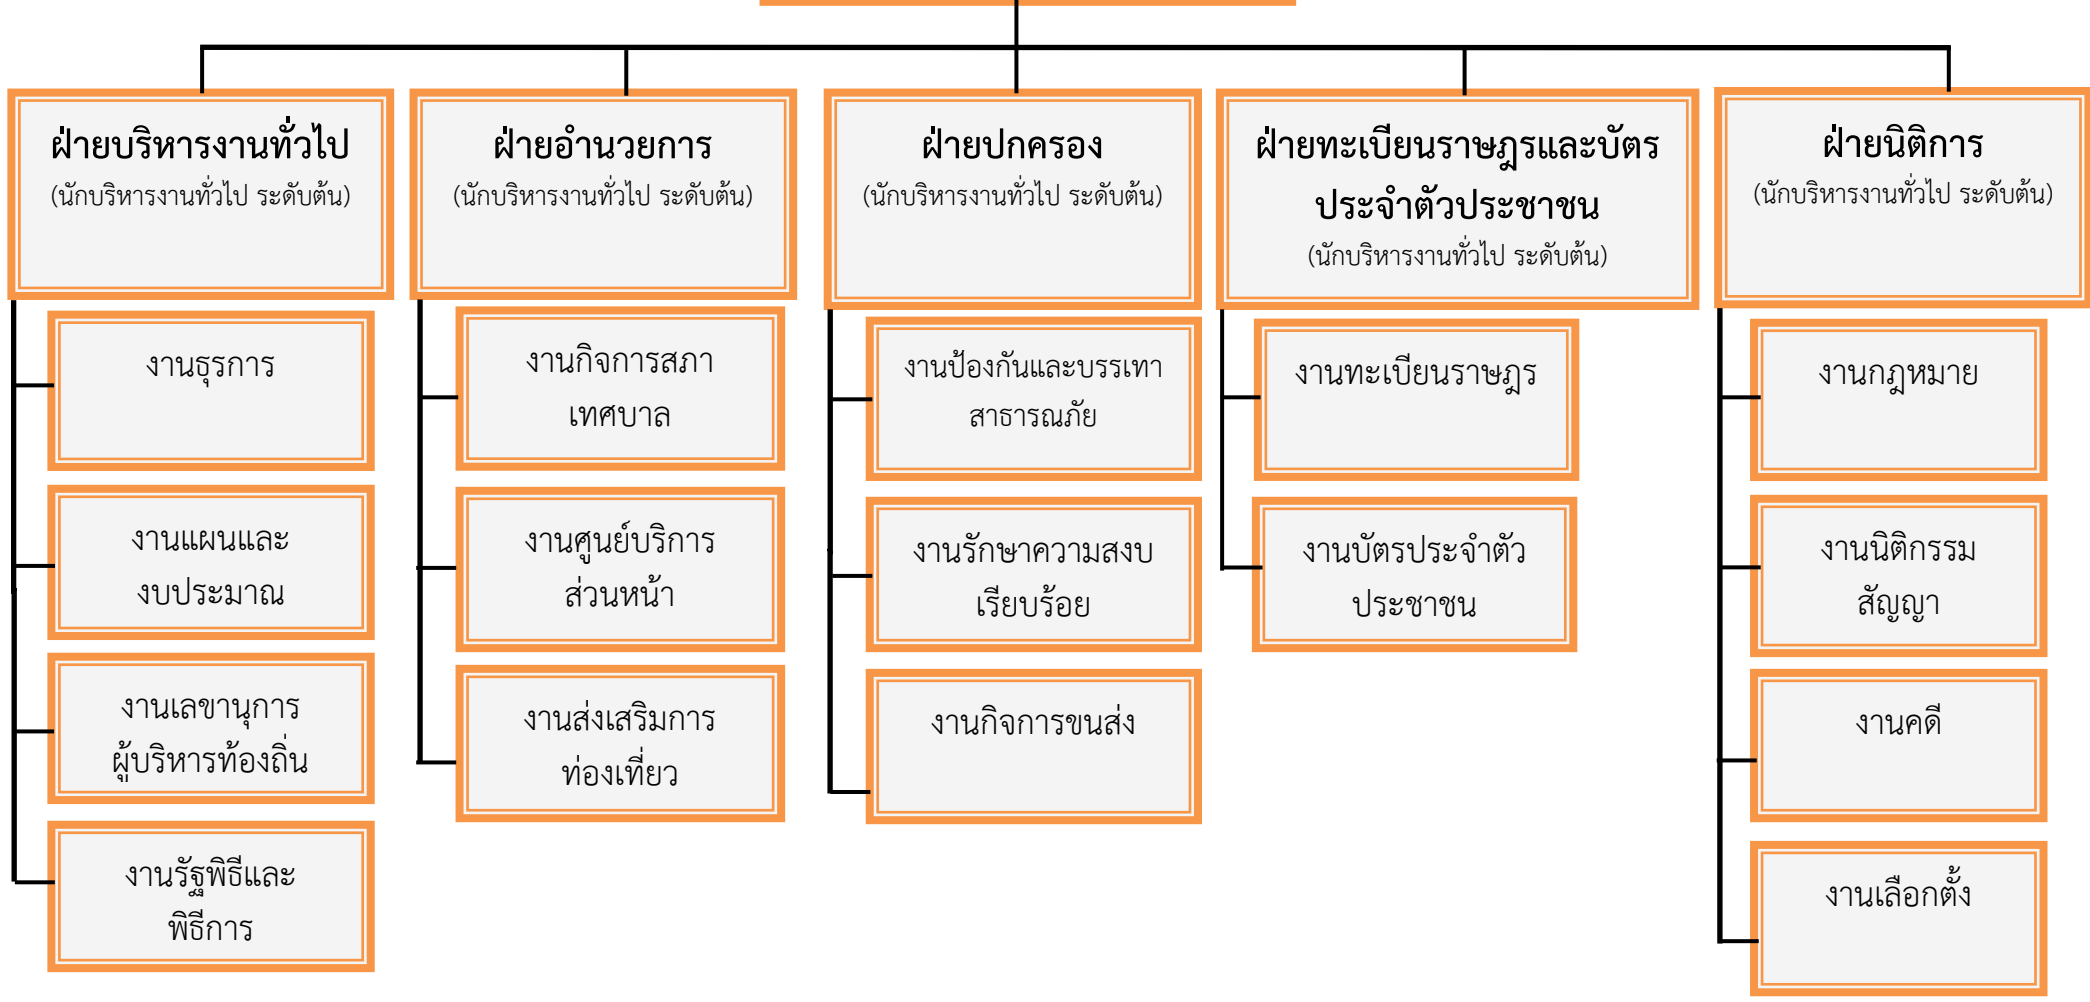 ฝ่ายบริหารงานทั่วไป
(นักบริหารงานทั่วไป ระดับต้น)
งานธุรการ
งานแผนและ
งบประมาณ
งานเลขานุการ
ผู้บริหารท้องถิ่น
งานรัฐพิธีและ
พิธีการ
ฝ่ายอำนวยการ
(นักบริหารงานทั่วไป ระดับต้น)
งานกิจการสภา
เทศบาล
งานศูนย์บริการ
ส่วนหน้า
งานส่งเสริมการ
ท่องเที่ยว
ฝ่ายปกครอง
(นักบริหารงานทั่วไป ระดับต้น)
งานป้องกันและบรรเทา
สาธารณภัย
งานรักษาความสงบ
เรียบร้อย
งานกิจการขนส่ง
ฝ่ายทะเบียนราษฎรและบัตร
ประจำตัวประชาชน
(นักบริหารงานทั่วไป ระดับต้น)
งานทะเบียนราษฎร
งานบัตรประจำตัว
ประชาชน
ฝ่ายนิติการ
(นักบริหารงานทั่วไป ระดับต้น)
งานกฎหมาย
งานนิติกรรม
สัญญา
งานคดี
งานเลือกตั้ง